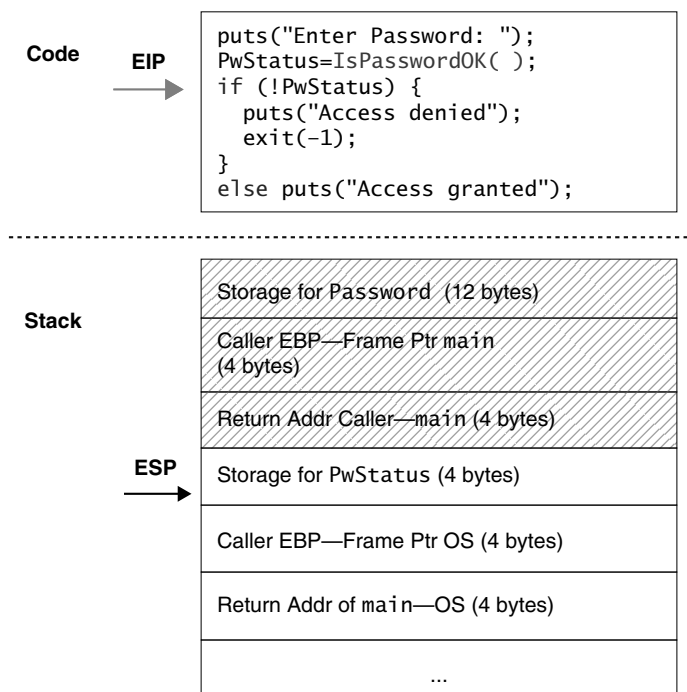 Code
EIP
puts("Enter Password: ");
PwStatus=IsPasswordOK( );
if (!PwStatus) {
puts("Access denied");
exit(–1);
}
else puts("Access granted");
Stack
Storage for Password (12 bytes)
Caller EBP—Frame Ptr main
(4 bytes)
Return Addr Caller—main (4 bytes)
ESP
Storage for PwStatus (4 bytes)
Caller EBP—Frame Ptr OS (4 bytes)
Return Addr of main—OS (4 bytes)
...